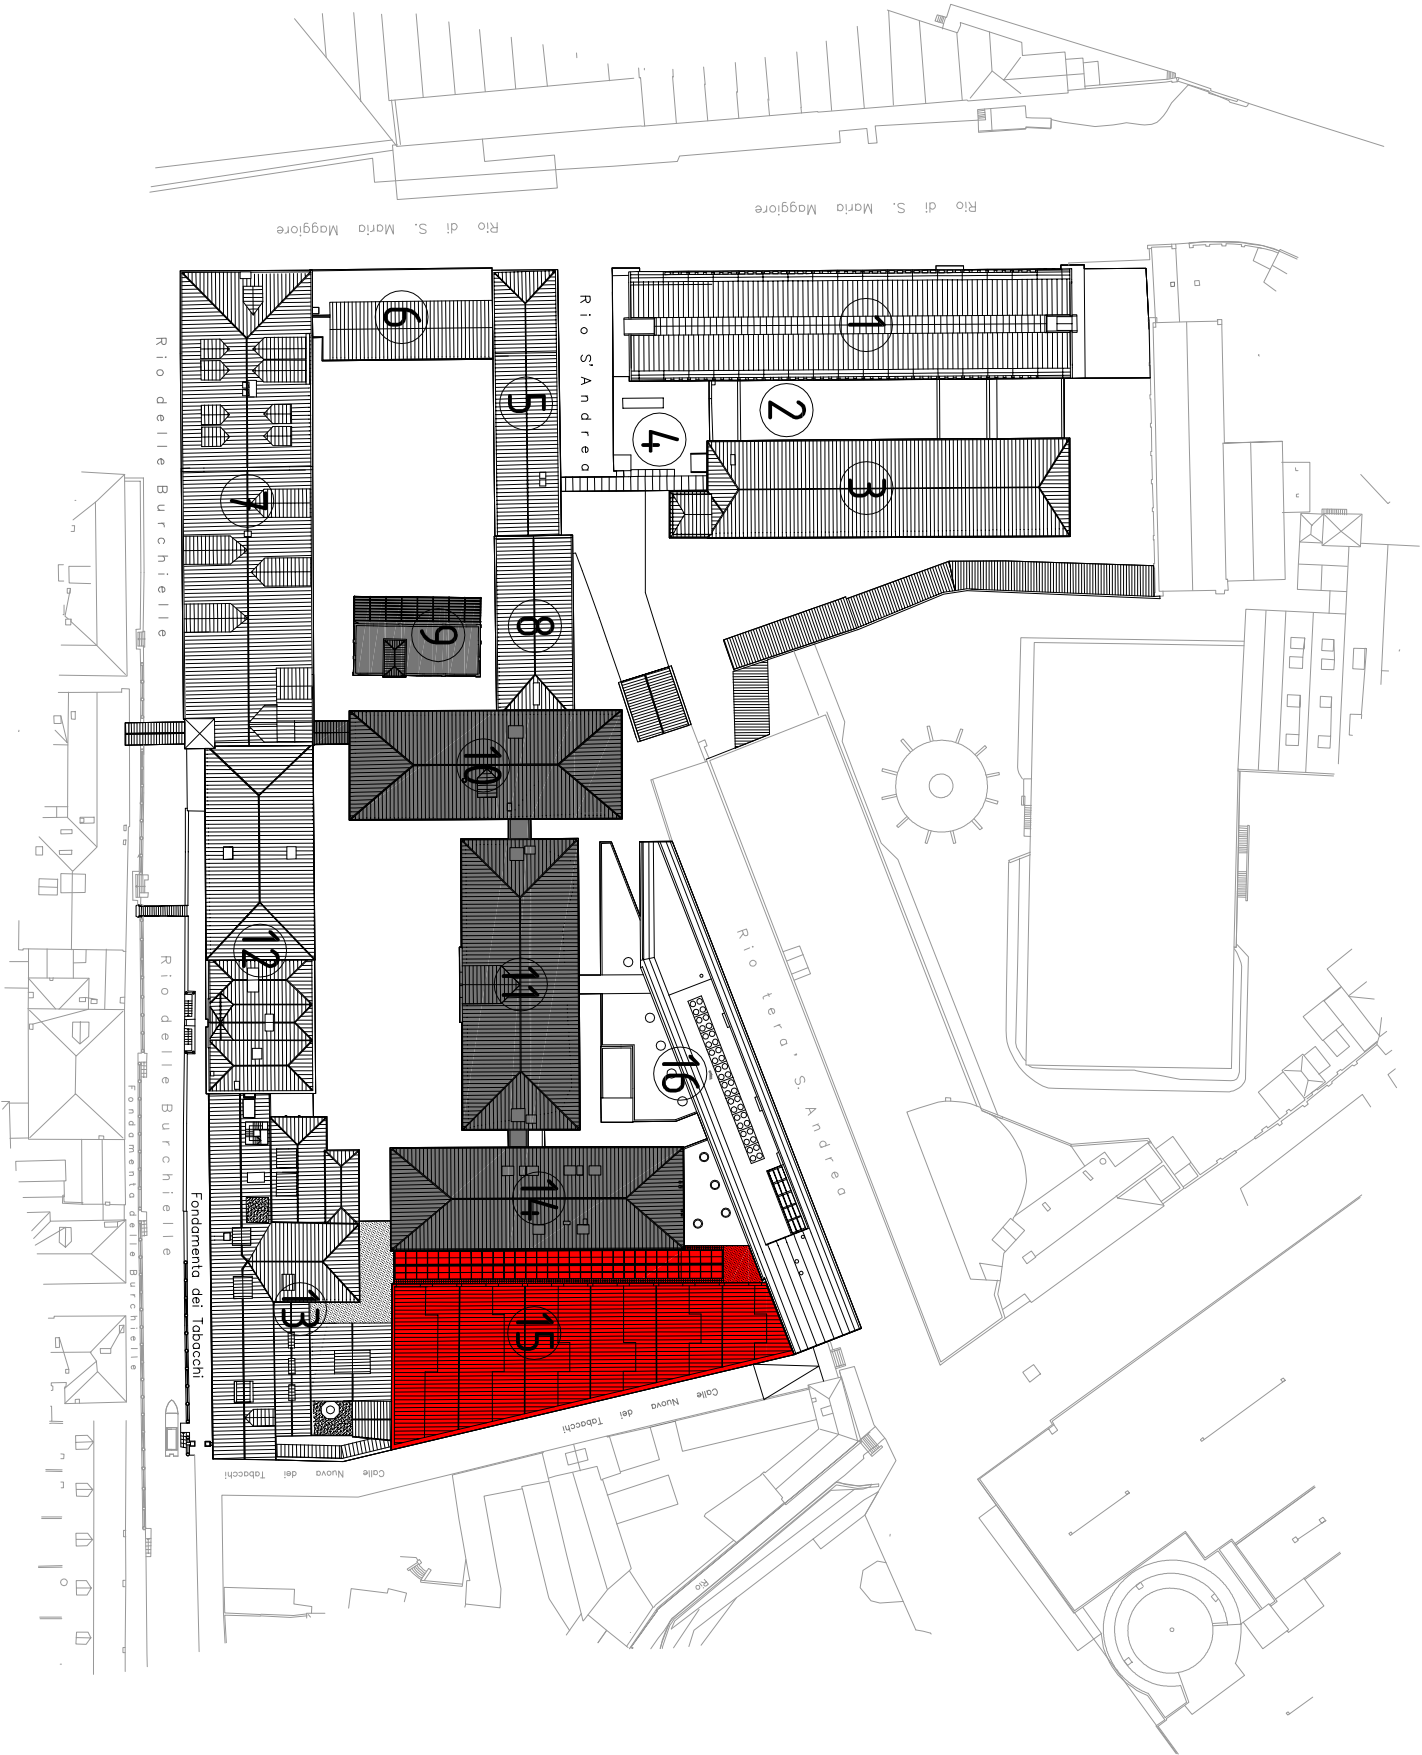 Rio di S. Maria Maggiore
Rio di S. Maria Maggiore
Rio S' Andrea
Rio delle Burchielle
1
2
3
4
5
6
7
8
9
10
11
12
13
14
15
16
Rio terà' S. Andrea
Rio delle Burchielle
Fondamenta delle Burchielle
Fondamenta dei Tabacchi
Calle Nuova dei Tabacchi
Calle Nuova dei Tabacchi
Rio